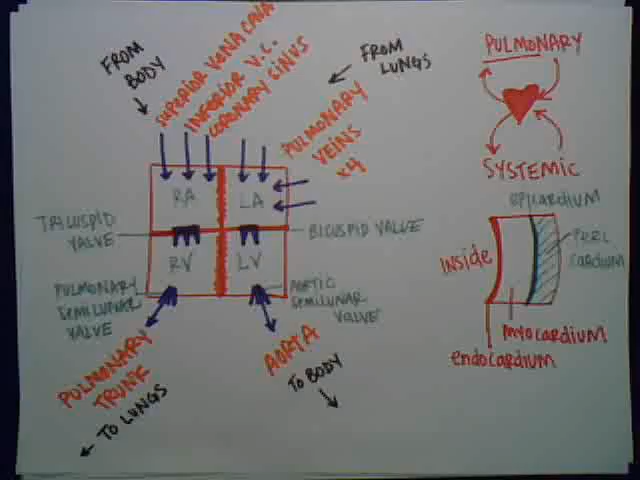 FROM
BODY
SUPERIOR VENA CAVA
INFERIOR V.C.
CORONARY SINUS
FROM
LUNGS
PULMONARY
VEINS
x4
RA
LA
TRICUSPID
VALVE
BICUSPID VALVE
RV
LV
PULMONARY
SEMILUNAR
VALVE
AORTIC
SEMILUNAR
VALVE
PULMONARY
TRUNK
TO LUNGS
AORTA
TO BODY
PULMONARY
SYSTEMIC
epicardium
PERI
cardium
Inside
myocardium
endocardium